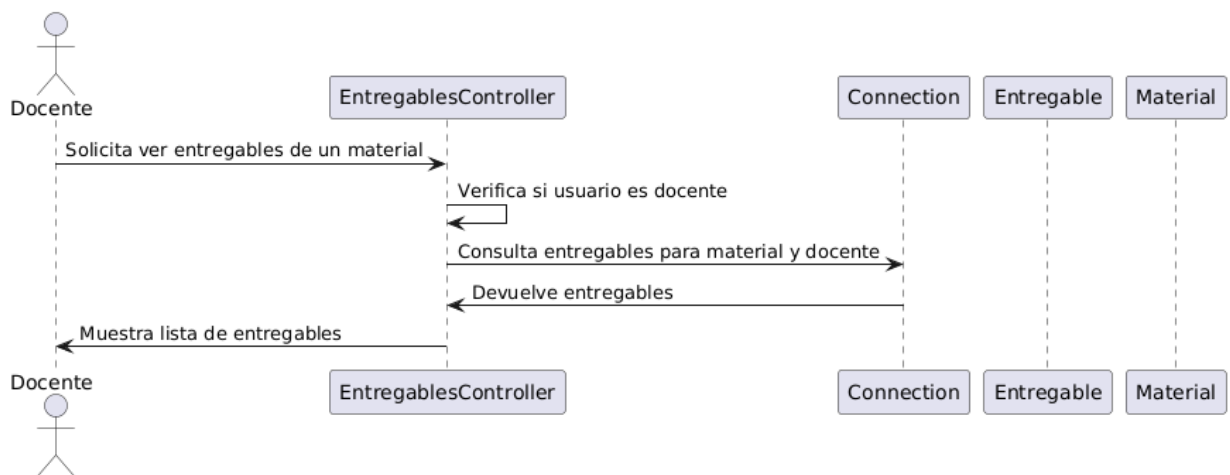 Docente
EntregablesController
Connection
Entregable
Material
Solicita ver entregables de un material
Verifica si usuario es docente
Consulta entregables para material y docente
Devuelve entregables
Muestra lista de entregables
Docente
EntregablesController
Connection
Entregable
Material